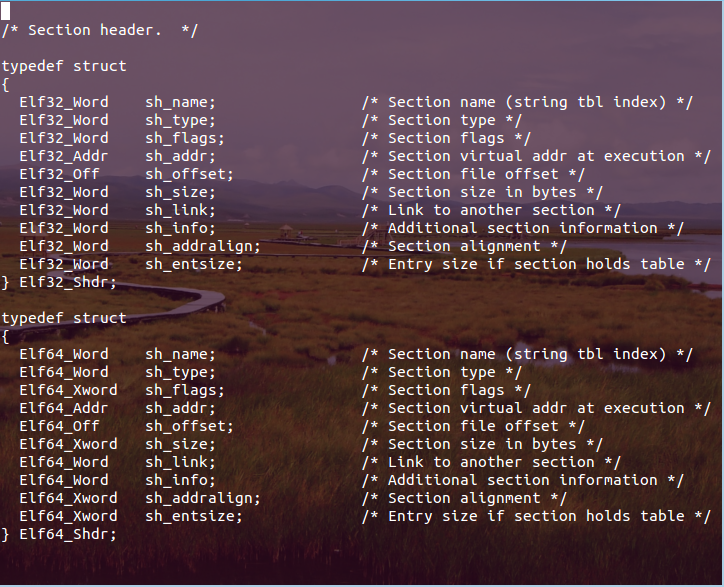 /* Section header.  */
typedef struct
{
  Elf32_Word    sh_name;                /* Section name (string tbl index) */
  Elf32_Word    sh_type;                /* Section type */
  Elf32_Word    sh_flags;               /* Section flags */
  Elf32_Addr    sh_addr;                /* Section virtual addr at execution */
  Elf32_Off     sh_offset;              /* Section file offset */
  Elf32_Word    sh_size;                /* Section size in bytes */
  Elf32_Word    sh_link;                /* Link to another section */
  Elf32_Word    sh_info;                /* Additional section information */
  Elf32_Word    sh_addralign;           /* Section alignment */
  Elf32_Word    sh_entsize;             /* Entry size if section holds table */
} Elf32_Shdr;
typedef struct
{
  Elf64_Word    sh_name;                /* Section name (string tbl index) */
  Elf64_Word    sh_type;                /* Section type */
  Elf64_Xword   sh_flags;               /* Section flags */
  Elf64_Addr    sh_addr;                /* Section virtual addr at execution */
  Elf64_Off     sh_offset;              /* Section file offset */
  Elf64_Xword   sh_size;                /* Section size in bytes */
  Elf64_Word    sh_link;                /* Link to another section */
  Elf64_Word    sh_info;                /* Additional section information */
  Elf64_Xword   sh_addralign;           /* Section alignment */
  Elf64_Xword   sh_entsize;             /* Entry size if section holds table */
} Elf64_Shdr;